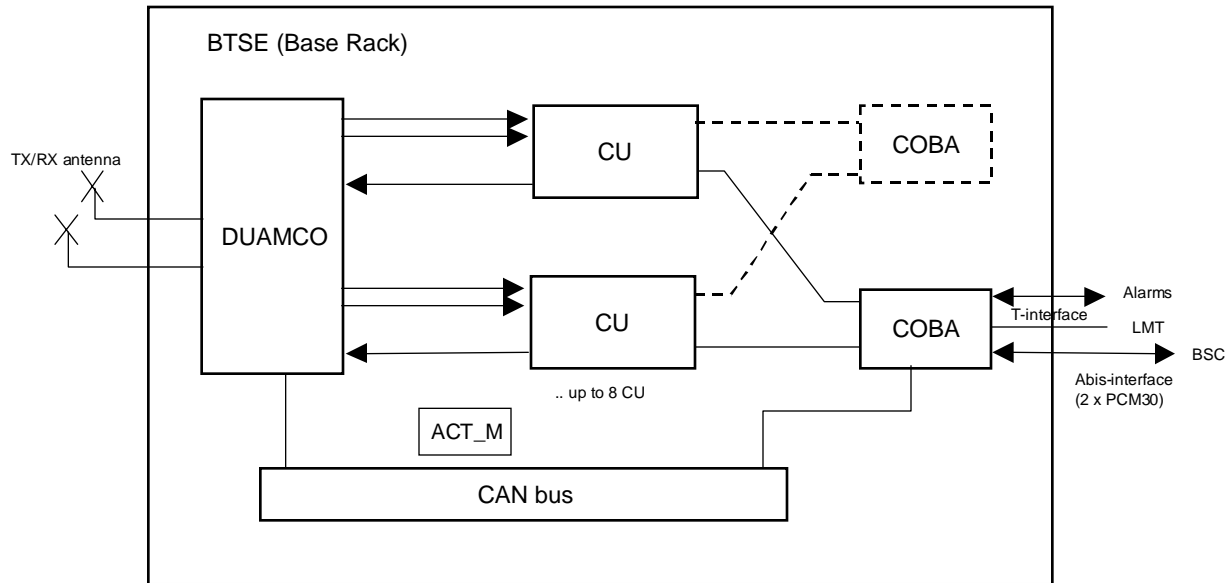 BTSE (Base Rack)
TX/RX antenna
DUAMCO
CU
COBA
CU
COBA
Alarms
T-interface
LMT
BSC
Abis-interface
(2 x PCM30)
.. up to 8 CU
ACT_M
CAN bus